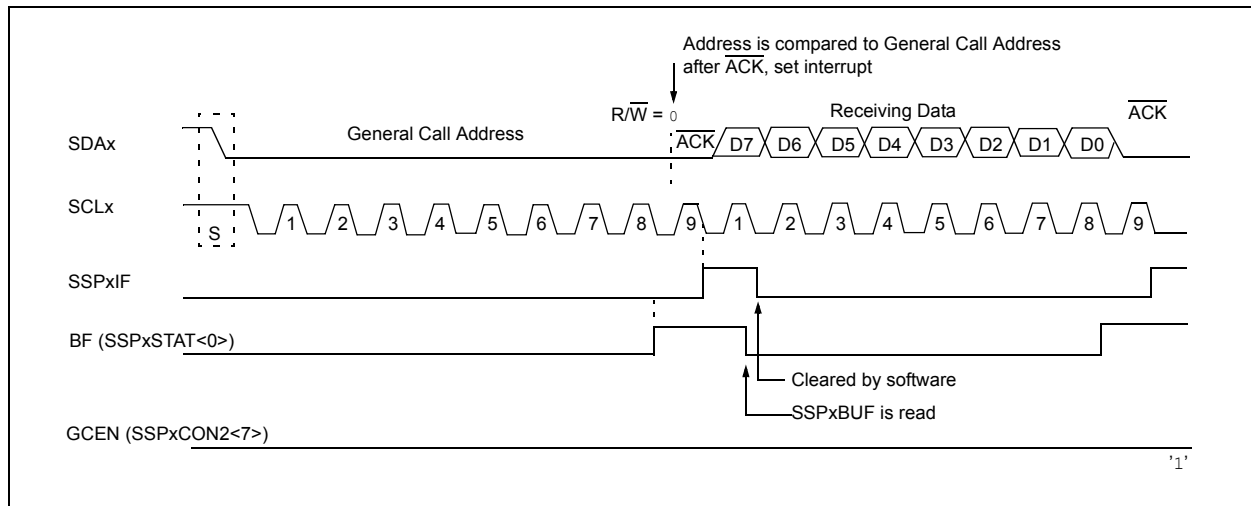 Address is compared to General Call Address
after ACK, set interrupt
R/W = 0
Receiving Data
ACK
General Call Address
SDAx
ACK
D7 D6 D5 D4 D3 D2 D1 D0
SCLx
S
1 2 3 4 5 6 7 8 9 1 2 3 4 5 6 7 8 9
SSPxIF
BF (SSPxSTAT<0>)
Cleared by software
SSPxBUF is read
GCEN (SSPxCON2<7>)
'1'